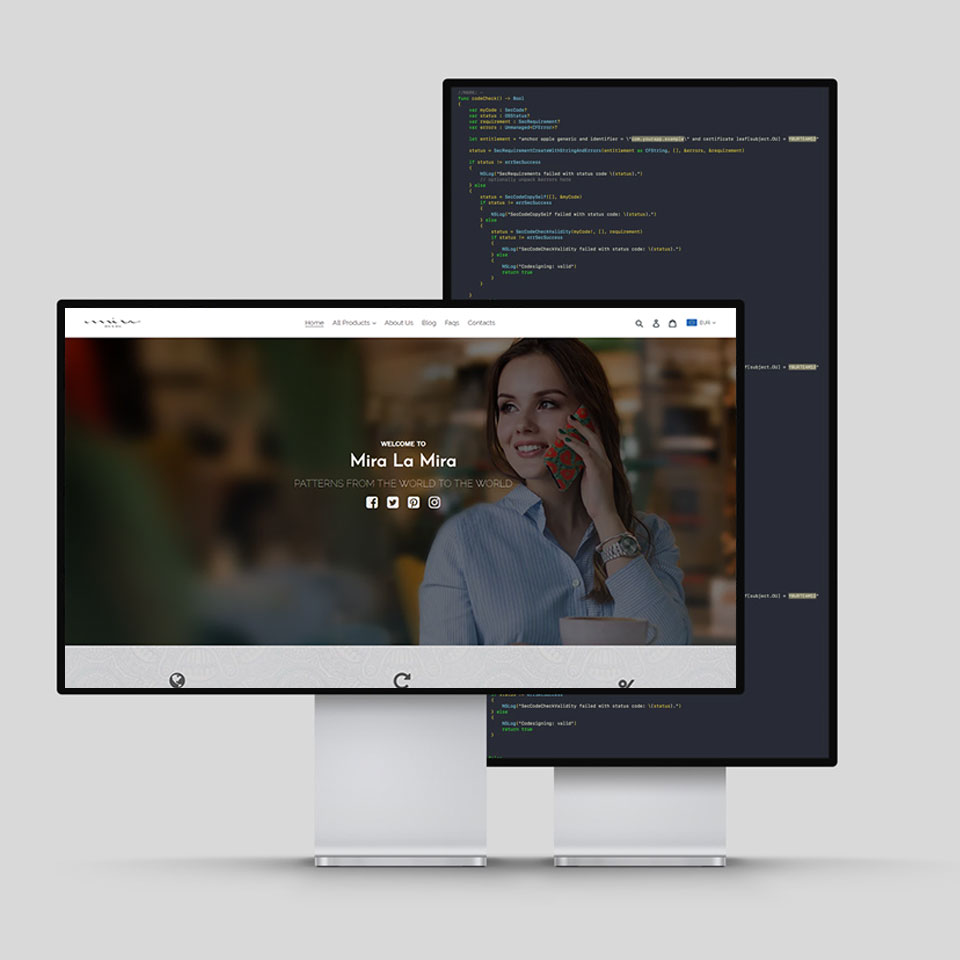 func codeCheck() -> Bool
{
var myCode : SecCode?
var status : OSStatus?
var requirement : SecRequirement?
var errors : Unmanaged<CFError>?
let entitlement = "anchor apple generic and identifier = \"com.yourapp.example\" and certificate leaf[subject.OU] = YOURTEAMID"
status = SecRequirementCreateWithStringAndErrors(entitlement as CFString, [], &errors, &requirement)
if status != errSecSuccess
{
NSLog("SecRequirements failed with status code \(status).")
// optionally unpack &errors here
} else
{
status = SecCodeCopySelf([], &myCode)
if status != errSecSuccess
{
NSLog("SecCodeCopySelf failed with status code: \(status).")
} else
{
status = SecCodeCheckValidity(myCode!, [], requirement)
if status != errSecSuccess
{
NSLog("SecCodeCheckValidity failed with status code: \(status).")
} else
{
NSLog("Codesigning: valid")
return true
}
}
}
Home All Products About Us Blog Faqs Contacts EUR
f[subject.OU] = YOURTEAMID"
WELCOME TO
Mira La Mira
PATTERNS FROM THE WORLD TO THE WORLD
f[subject.OU] = YOURTEAMID"
{
NSLog("SecCodeCheckValidity failed with status code: \(status).")
} else
{
NSLog("Codesigning: valid")
return true
}